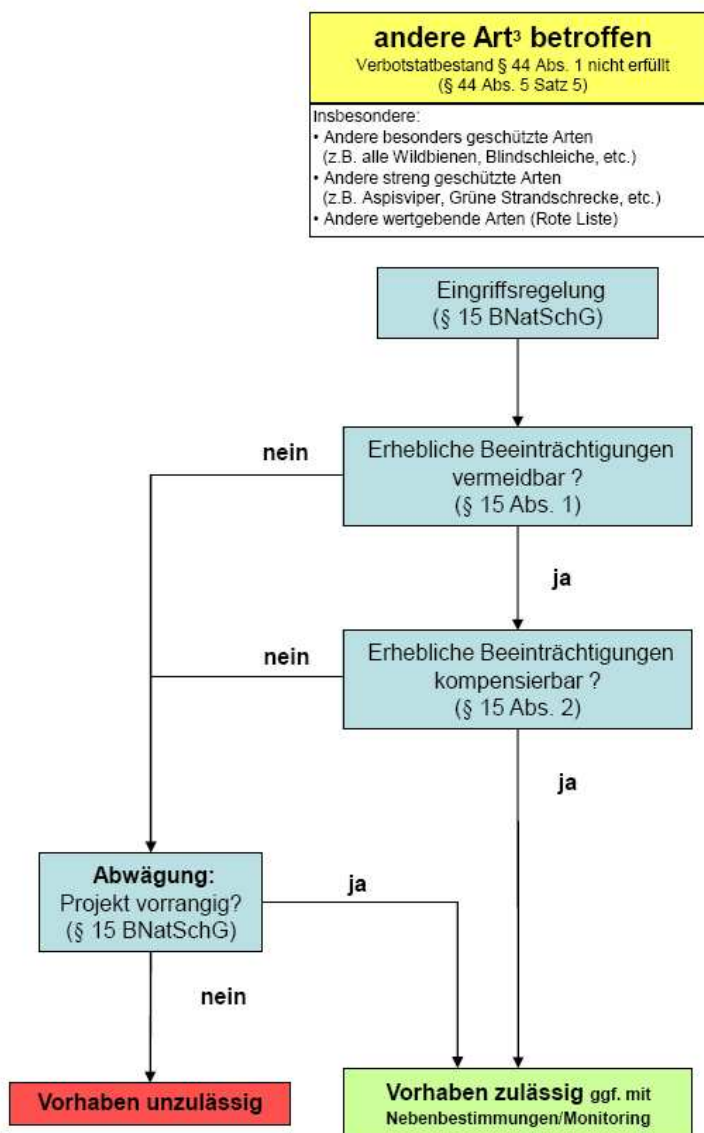 andere Art³ betroffen
Verbotstatbestand § 44 Abs. 1 nicht erfüllt
(§ 44 Abs. 5 Satz 5)
Insbesondere:
• Andere besonders geschützte Arten
(z.B. alle Wildbienen, Blindschleiche, etc.)
• Andere streng geschützte Arten
(z.B. Aspisviper, Grüne Strandschrecke, etc.)
• Andere wertgebende Arten (Rote Liste)
Eingriffsregelung
(§ 15 BNatSchG)
nein
Erhebliche Beeinträchtigungen
vermeidbar ?
(§ 15 Abs. 1)
ja
nein
Erhebliche Beeinträchtigungen
kompensierbar ?
(§ 15 Abs. 2)
ja
Abwägung:
Projekt vorrangig?
(§ 15 BNatSchG)
ja
nein
Vorhaben unzulässig
Vorhaben zulässig ggf. mit
Nebenbestimmungen/Monitoring